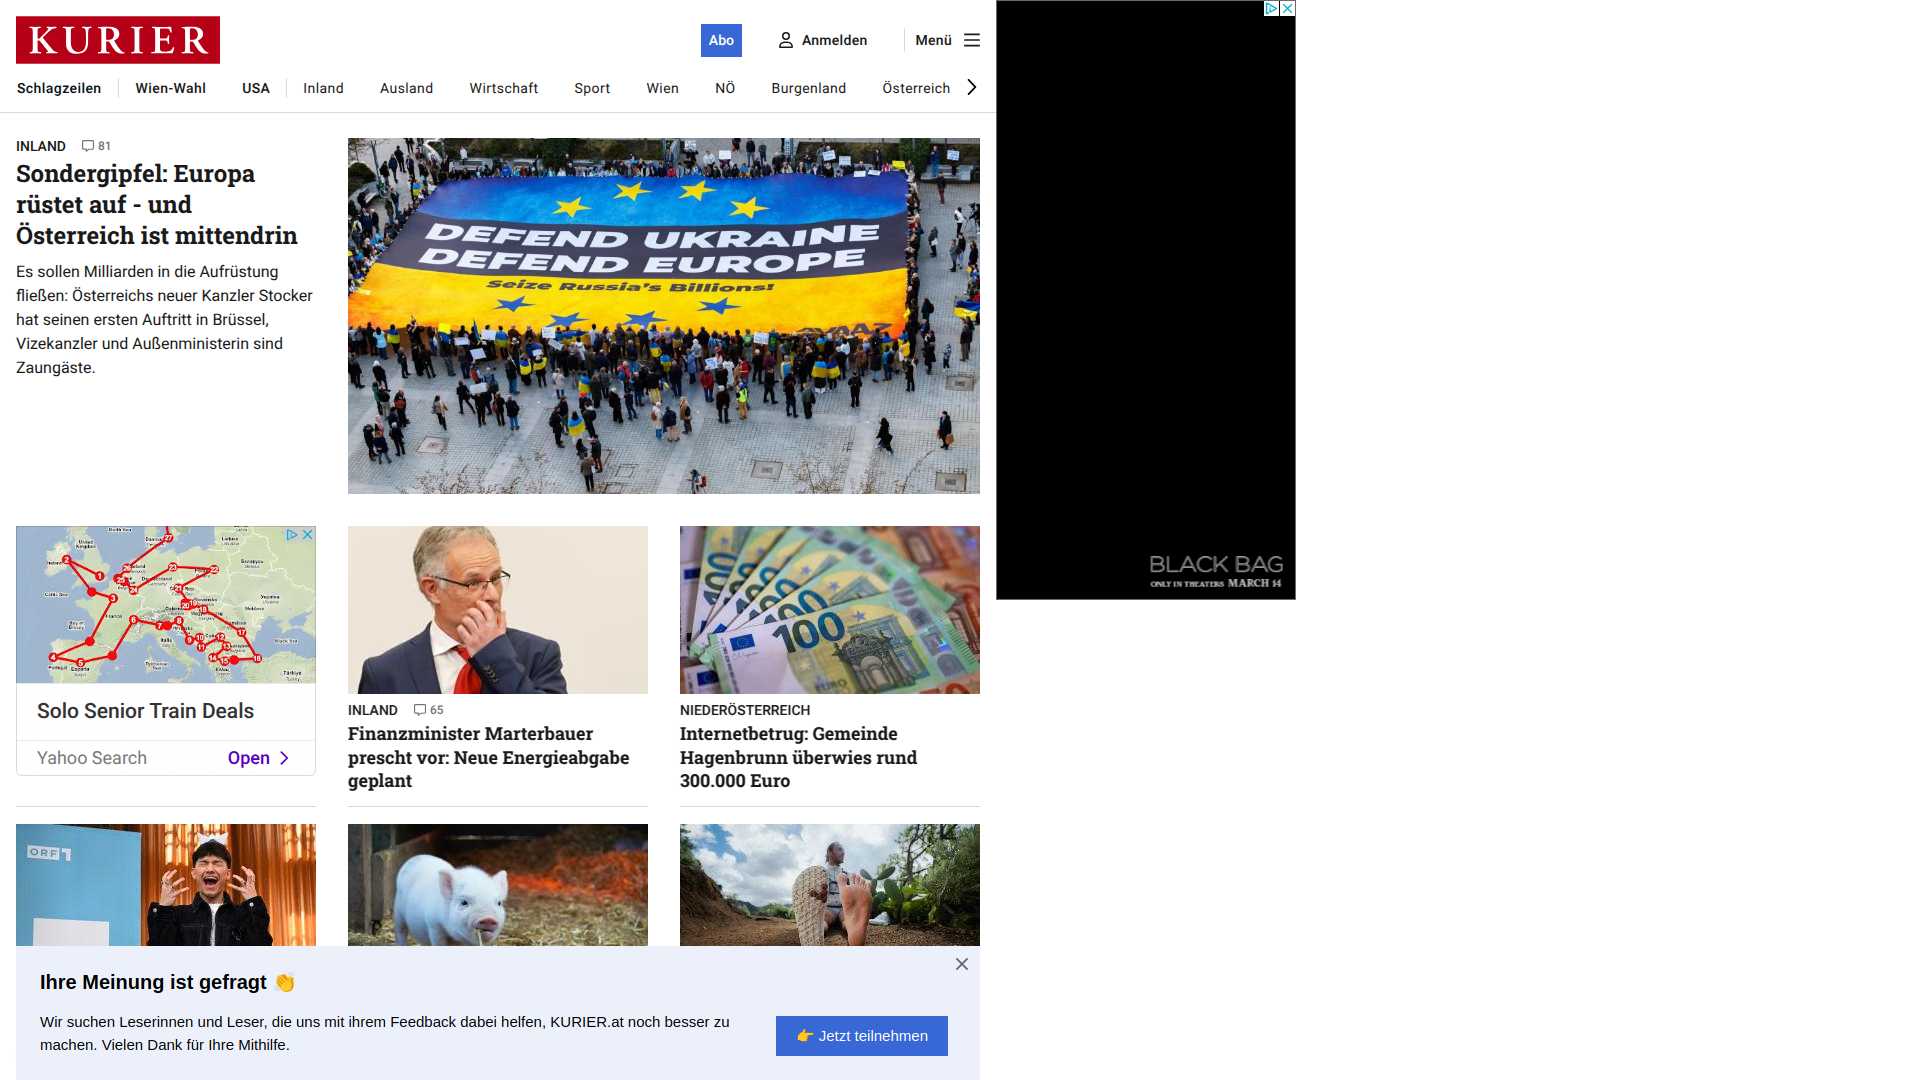 KURIER
Abo
Anmelden
Menü
Schlagzeilen
Wien-Wahl
USA
Inland
Ausland
Wirtschaft
Sport
Wien
NÖ
Burgenland
Österreich
INLAND 81
Sondergipfel: Europa
rüstet auf - und
Österreich ist mittendrin
Es sollen Milliarden in die Aufrüstung
fließen: Österreichs neuer Kanzler Stocker
hat seinen ersten Auftritt in Brüssel,
Vizekanzler und Außenministerin sind
Zaungäste.
DEFEND UKRAINE
DEFEND EUROPE
Seize Russia's Billions!
AVAAZ
BLACK BAG
ONLY IN THEATERS MARCH 14
Solo Senior Train Deals
Yahoo Search
Open
INLAND 65
Finanzminister Marterbauer
prescht vor: Neue Energieabgabe
geplant
100
EURO
NIEDERÖSTERREICH
Internetbetrug: Gemeinde
Hagenbrunn überwies rund
300.000 Euro
ORF 1
Ihre Meinung ist gefragt 👏
Wir suchen Leserinnen und Leser, die uns mit ihrem Feedback dabei helfen, KURIER.at noch besser zu
machen. Vielen Dank für Ihre Mithilfe.
👉 Jetzt teilnehmen